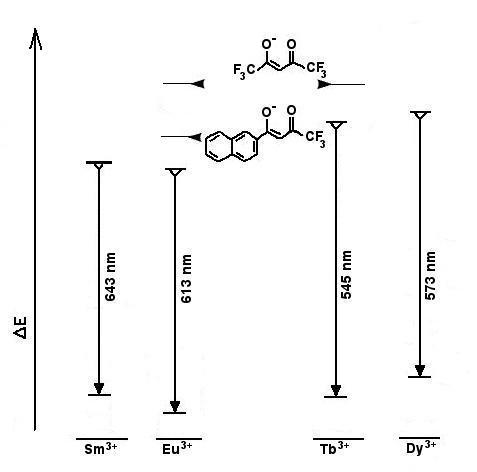 O⁻ O
F₃C CF₃
O⁻ O
CF₃
643 nm
613 nm
545 nm
573 nm
ΔE
Sm³⁺ Eu³⁺ Tb³⁺ Dy³⁺